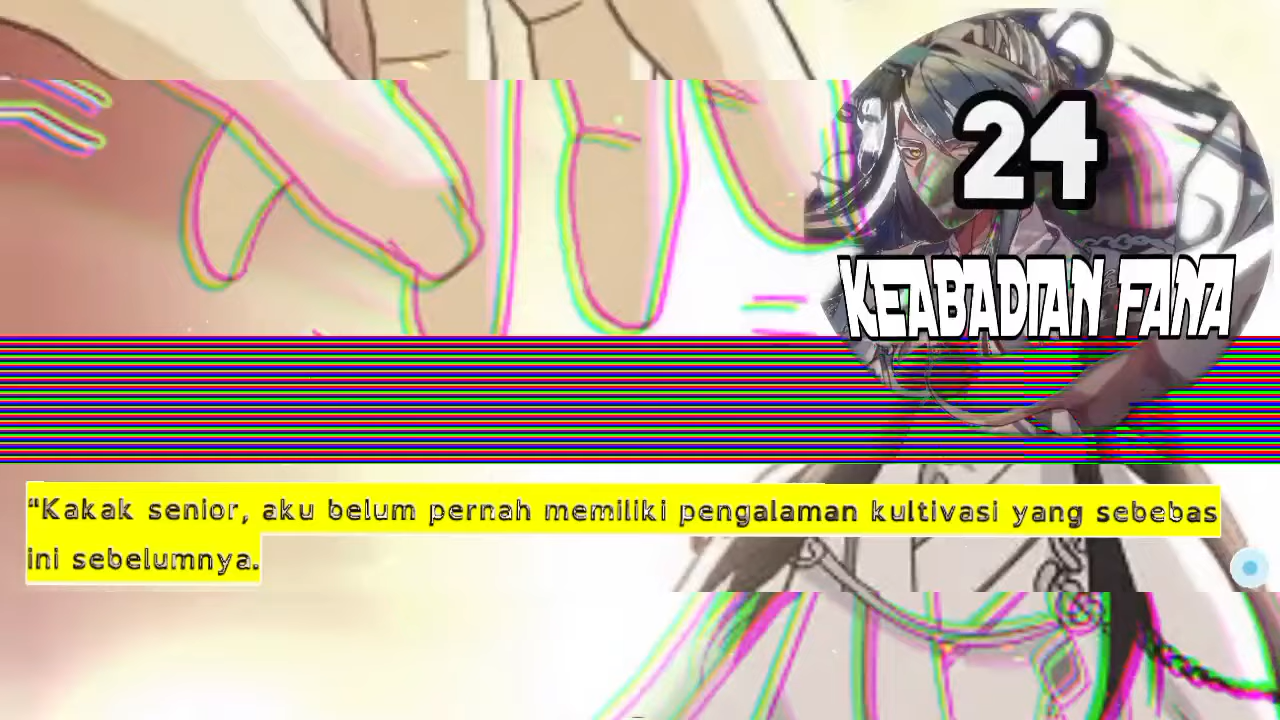 24
KEABADIAN FANA
“Kakak senior, aku belum pernah memiliki pengalaman kultivasi yang sebebas
ini sebelumnya.